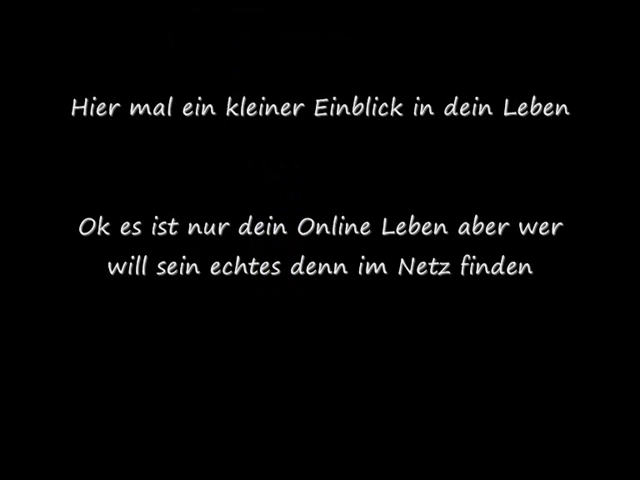 Hier mal ein kleiner Einblick in dein Leben
Ok es ist nur dein Online Leben aber wer
will sein echtes denn im Netz finden